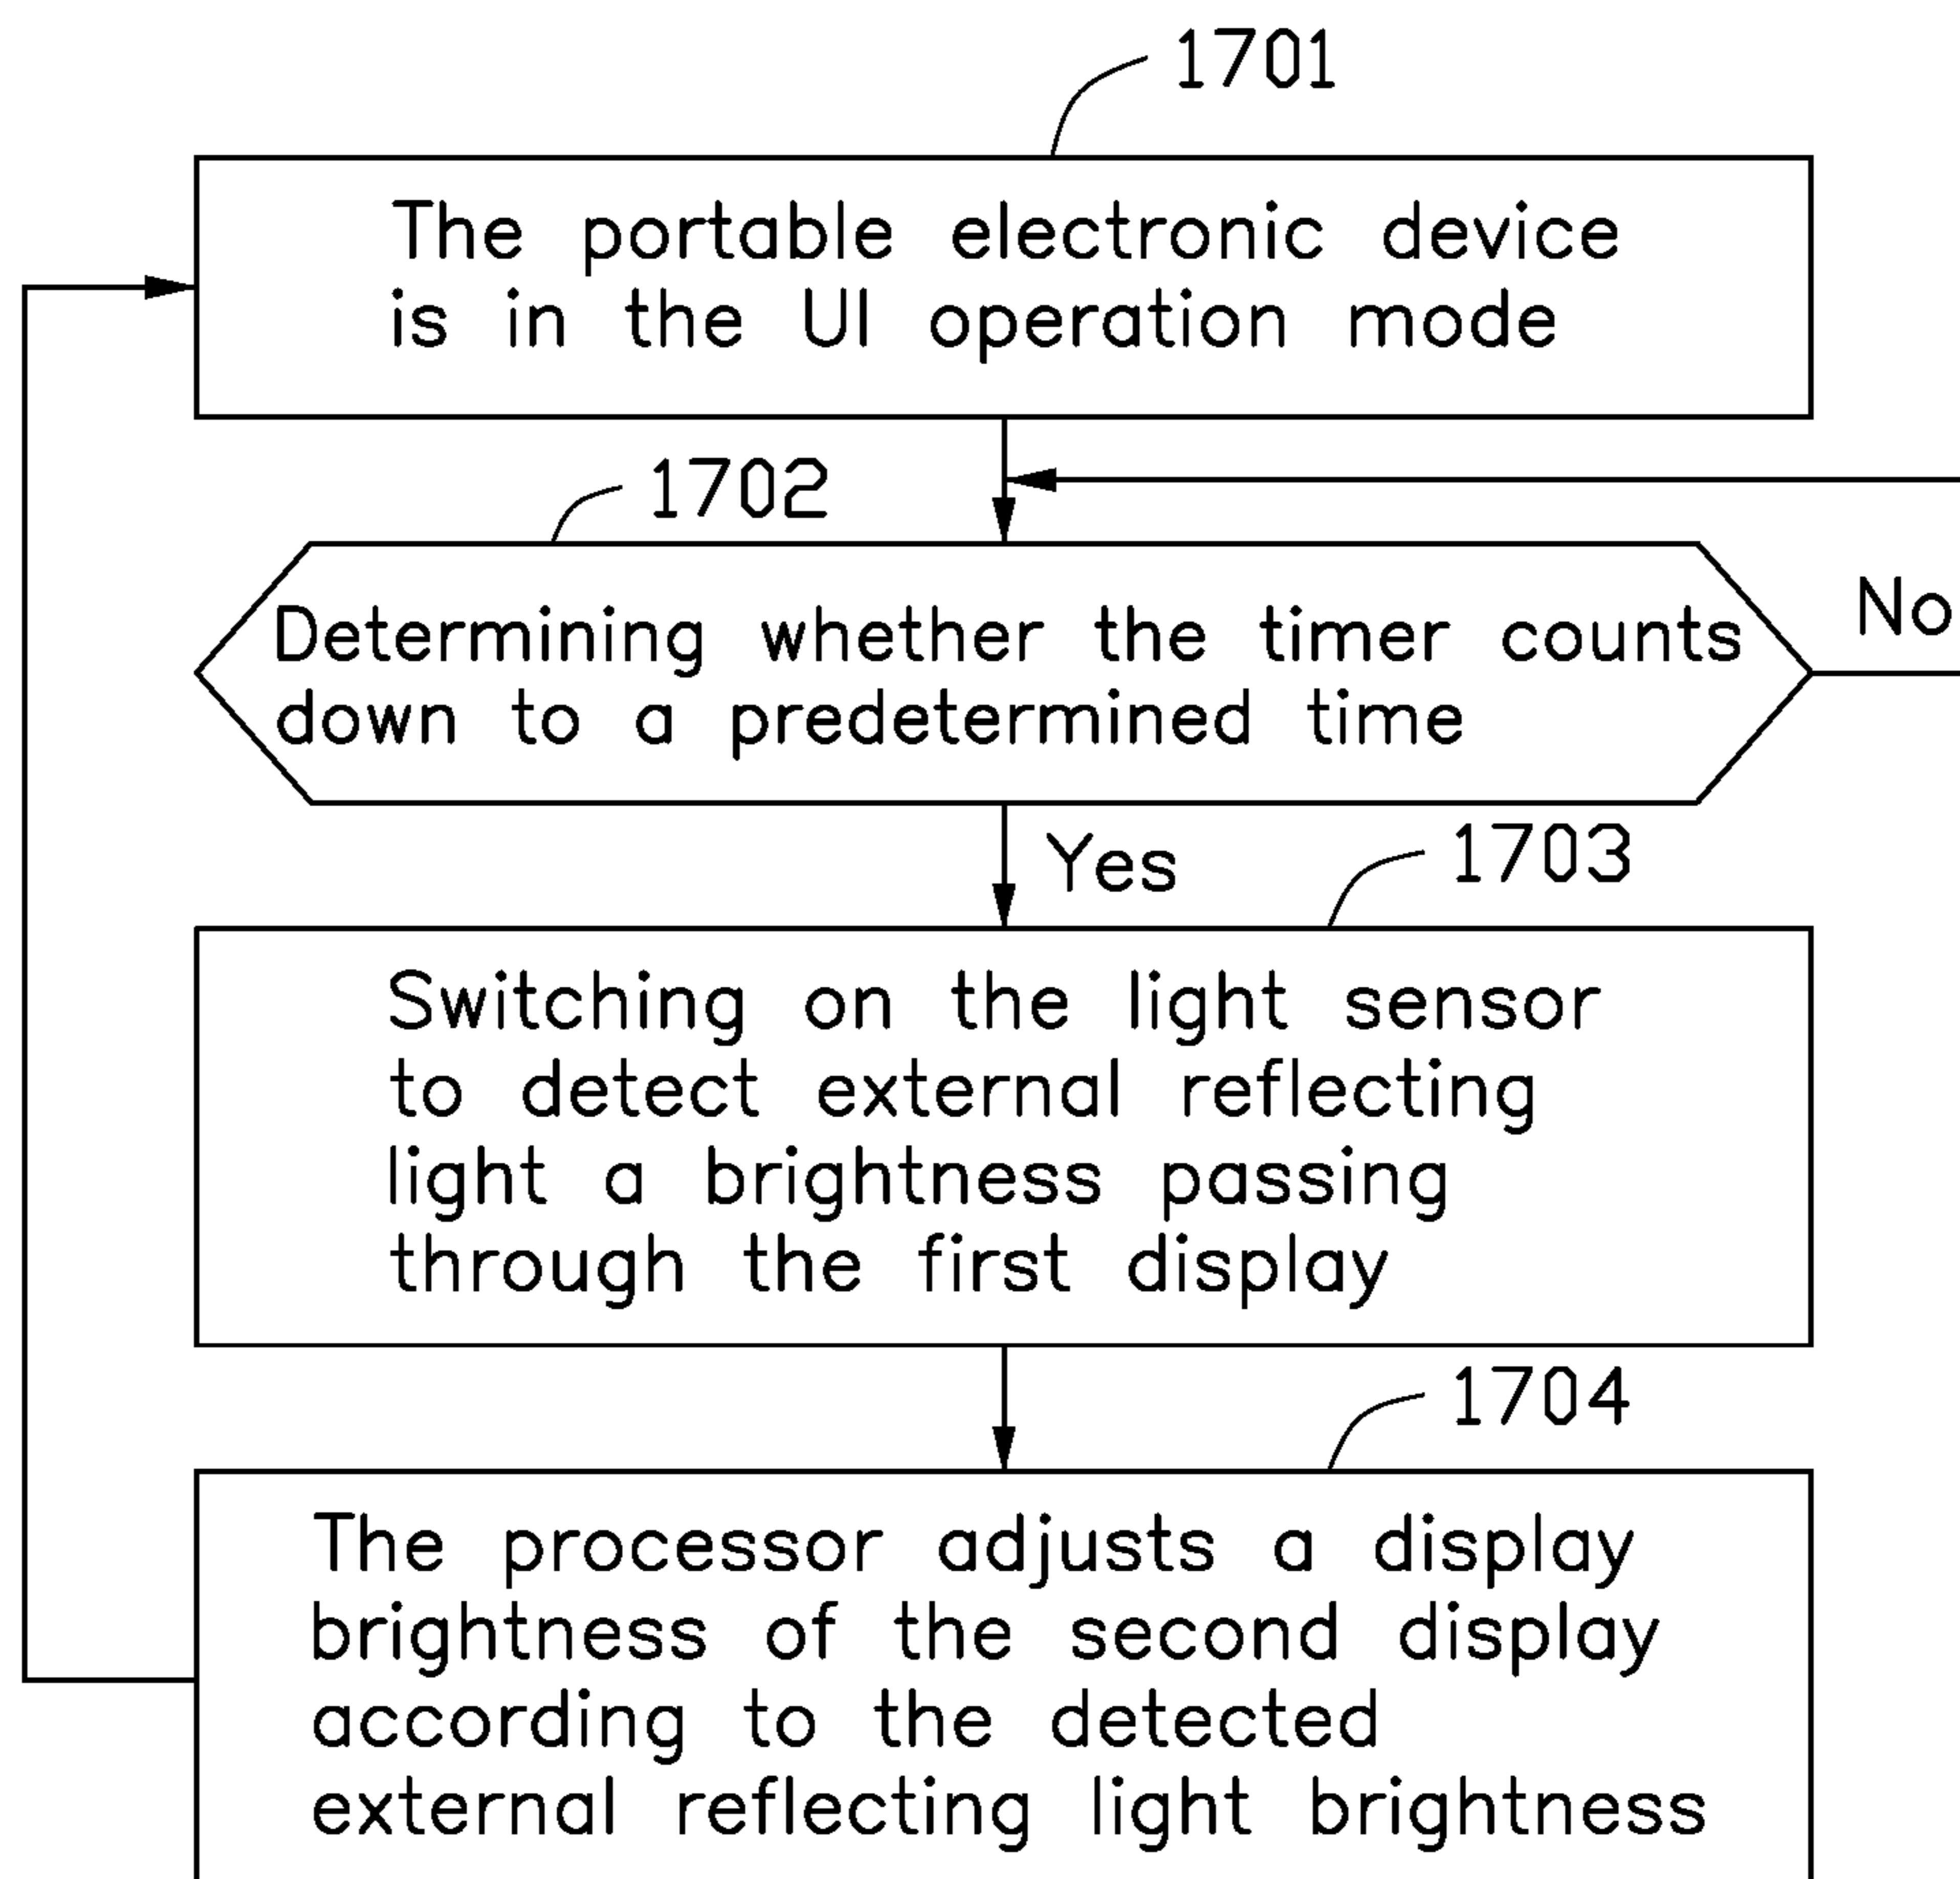 1701
The portable electronic device
is in the UI operation mode
1702
Determining whether the timer counts
down to a predetermined time
No
Yes
1703
Switching on the light sensor
to detect external reflecting
light a brightness passing
through the first display
1704
The processor adjusts a display
brightness of the second display
according to the detected
external reflecting light brightness